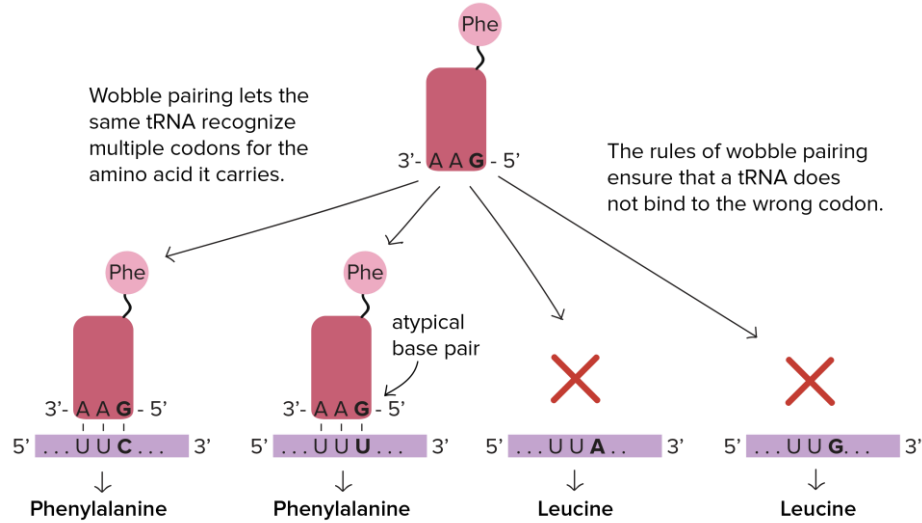 Phe
Wobble pairing lets the
same tRNA recognize
multiple codons for the
amino acid it carries.
3’- A A G - 5’
The rules of wobble pairing
ensure that a tRNA does
not bind to the wrong codon.
Phe
Phe
atypical
base pair
3’- A A G - 5’
3’- A A G - 5’
5’ ...U U C... 3’
5’ ...U U U... 3’
5’ ...U U A.. 3’
5’ ...U U G... 3’
Phenylalanine
Phenylalanine
Leucine
Leucine